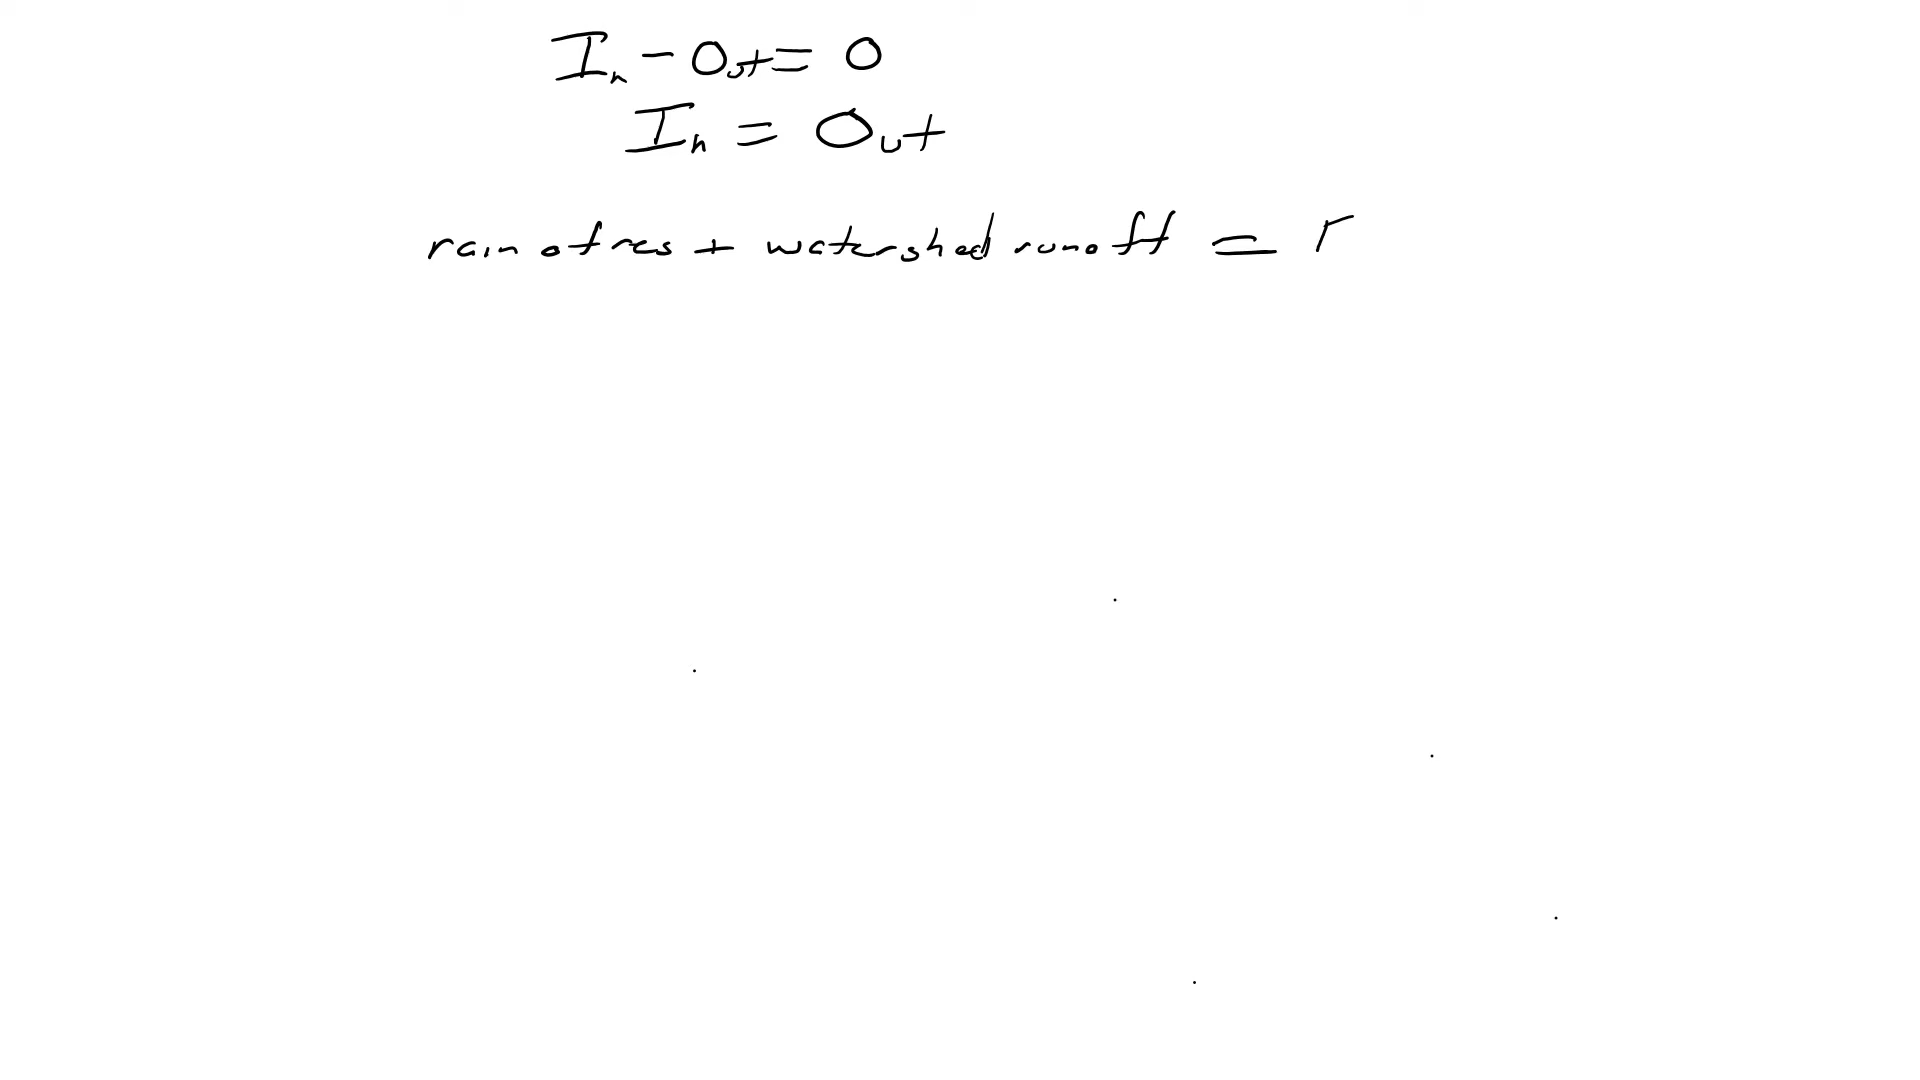 In - Out = 0
In = Out
rain of res + watershed runoff = r